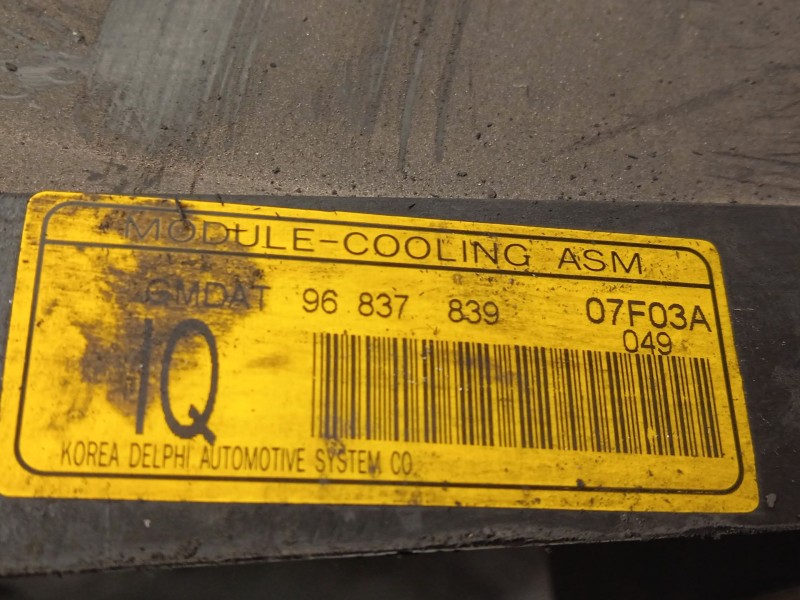 MODULE-COOLING ASM
GMDAT 96 837 839 07F03A
049
IQ
KOREA DELPHI AUTOMOTIVE SYSTEM CO.